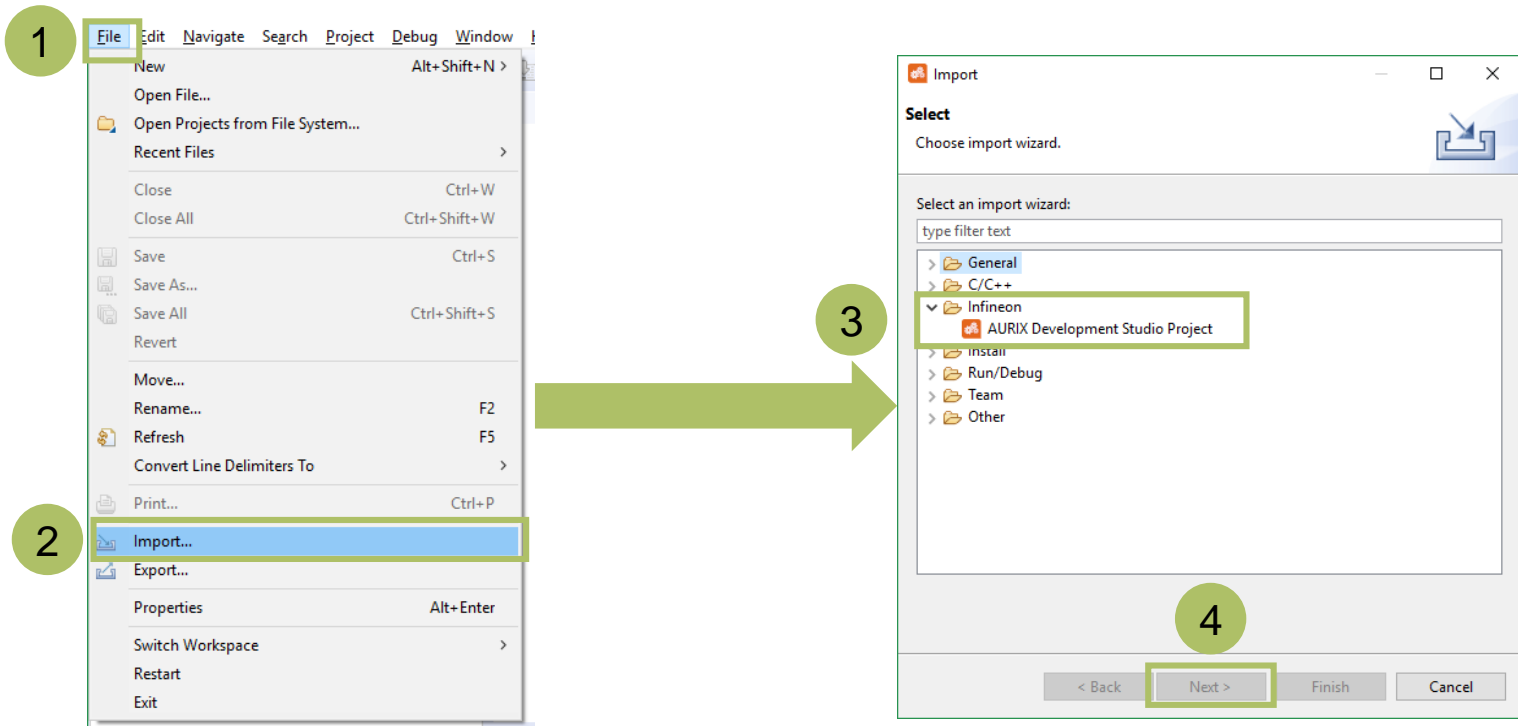 1
File Edit Navigate Search Project Debug Window
New Alt+Shift+N >
Open File...
Open Projects from File System...
Recent Files >
Close Ctrl+W
Close All Ctrl+Shift+W
Save Ctrl+S
Save As...
Save All Ctrl+Shift+S
Revert
Move...
Rename... F2
Refresh F5
Convert Line Delimiters To >
Print... Ctrl+P
2
Import...
Export...
Properties Alt+Enter
Switch Workspace >
Restart
Exit
Import
Select
Choose import wizard.
Select an import wizard:
type filter text
General
C/C++
3
Infineon
AURIX Development Studio Project
Install
Run/Debug
Team
Other
4
< Back Next > Finish Cancel